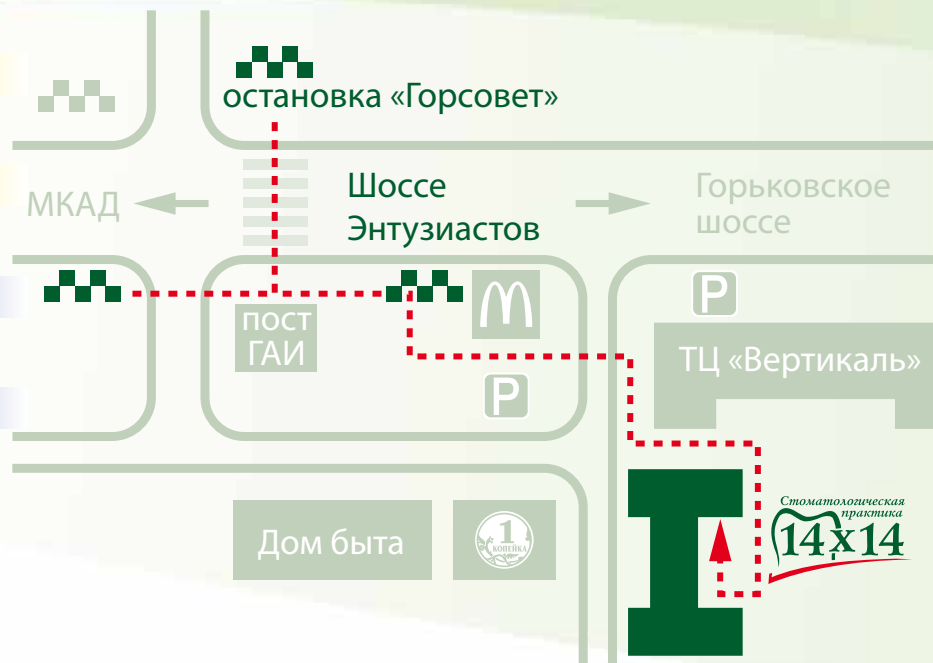 остановка «Горсовет»
МКАД
Шоссе
Энтузиастов
Горьковское
шоссе
P
пост
ГАИ
ТЦ «Вертикаль»
P
Дом быта
1
КОПЕЙКА
Стоматологическая
практика
14x14